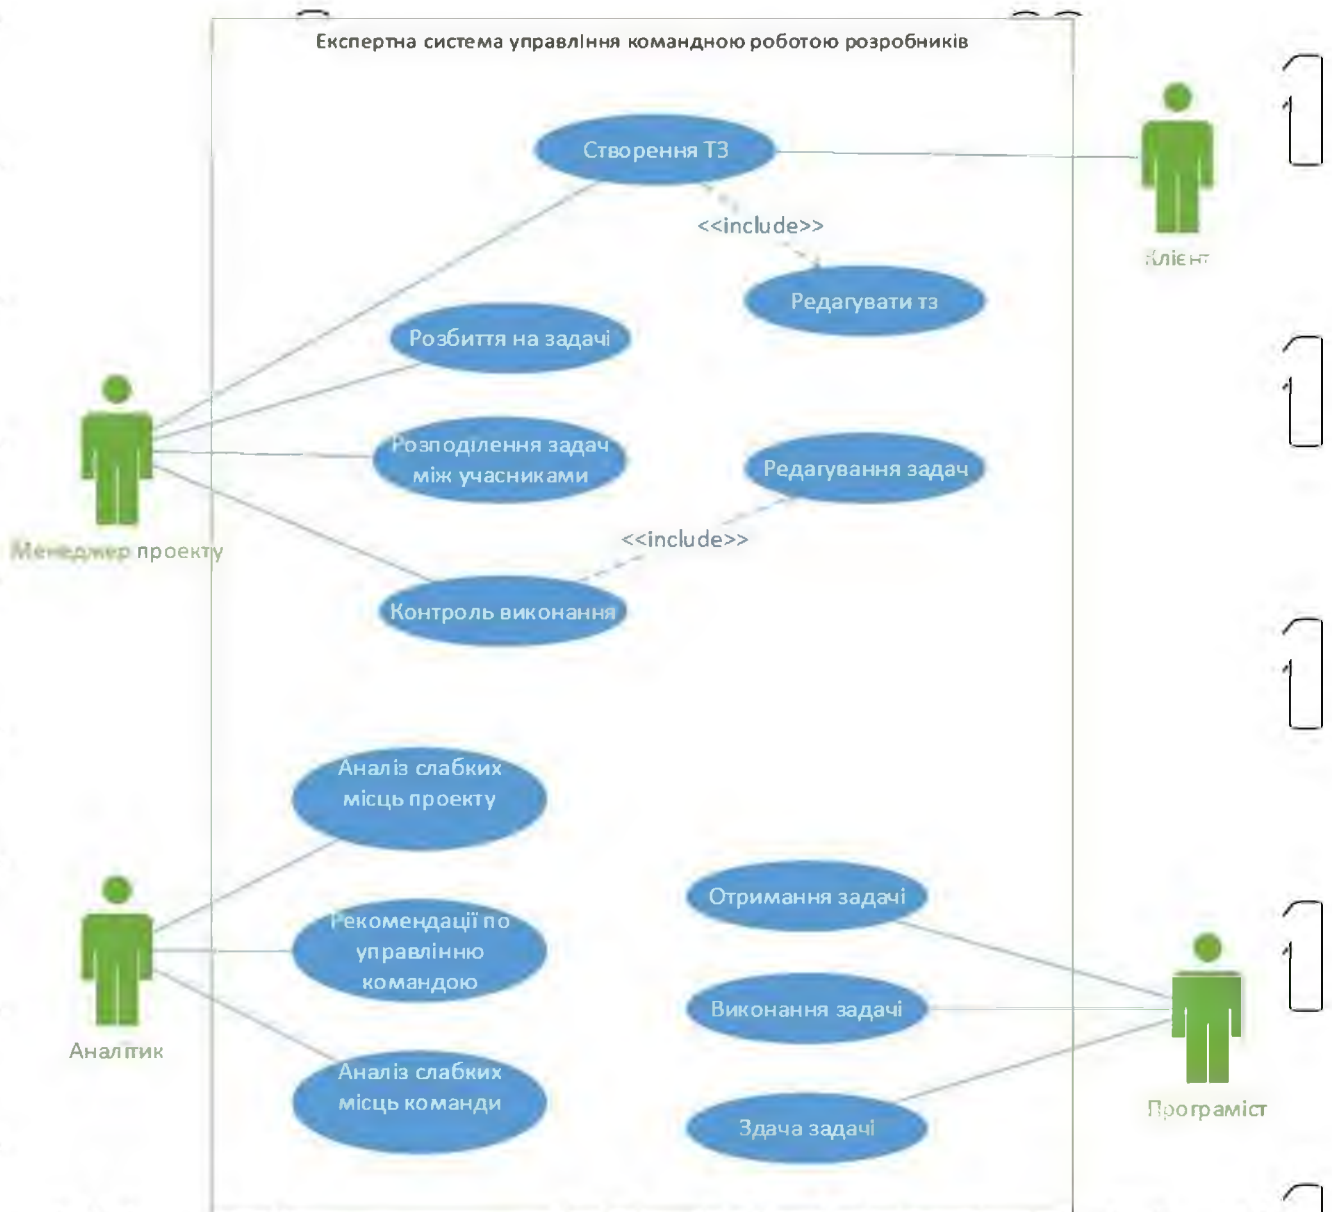 Експертна система управління командною роботою розробників
Створення ТЗ
<<include>>
Клієнт
Редагувати тз
Розбиття на задачі
Розподілення задач
між учасниками
Редагування задач
<<include>>
Менеджер проекту
Контроль виконання
Аналіз слабких
місць проекту
Отримання задачі
Рекомендації по
управлінню
командою
Виконання задачі
Аналітик
Аналіз слабких
місць команди
Програміст
Здача задачі